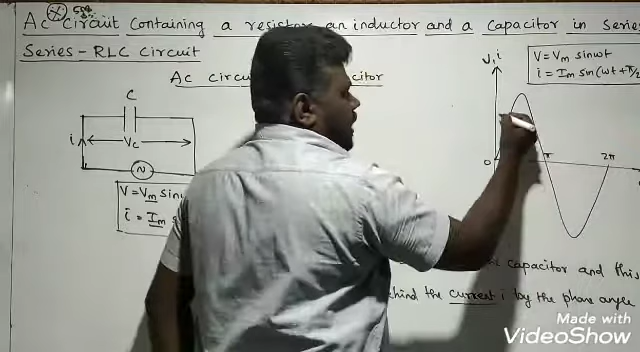 Ac circuit Containing a resistor, an inductor and a Capacitor in Series
Series-RLC Circuit
Ac circu itor
C
i Vc
V = Vm sinω
i = Im s
V, i
V = Vm sinωt
i = Im sin(ωt+π/2
0 π 2π
capacitor and this
hind the current i by the phase angle
Made with
VideoShow